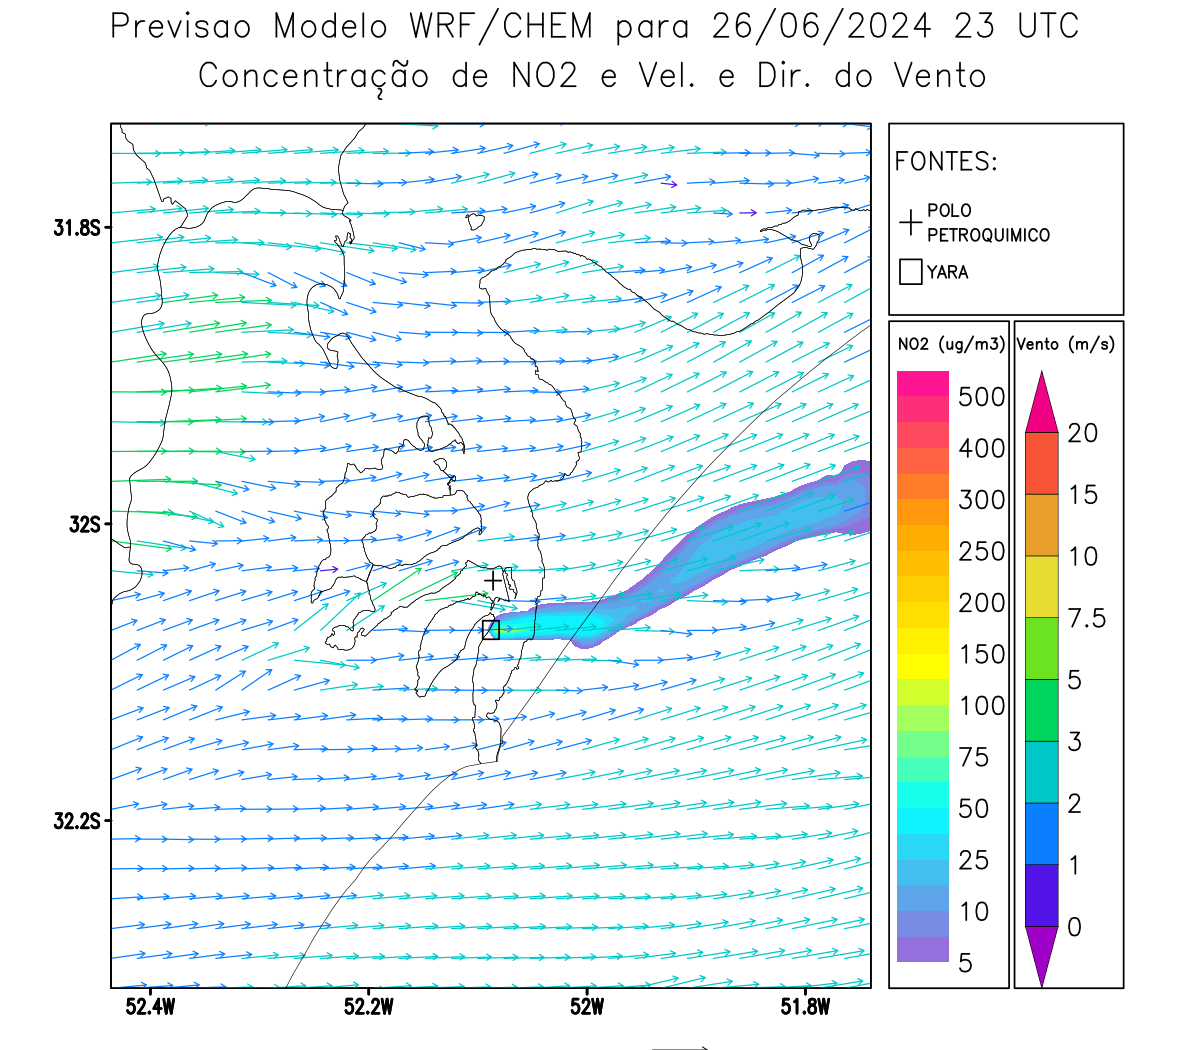 Previsao Modelo WRF/CHEM para 26/06/2024 23 UTC
Concentração de NO2 e Vel. e Dir. do Vento
FONTES:
POLO
PETROQUIMICO
YARA
31.8S
32S
32.2S
52.4W
52.2W
52W
51.8W
NO2 (ug/m3)
500
400
300
250
200
150
100
75
50
25
10
5
Vento (m/s)
20
15
10
7.5
5
3
2
1
0